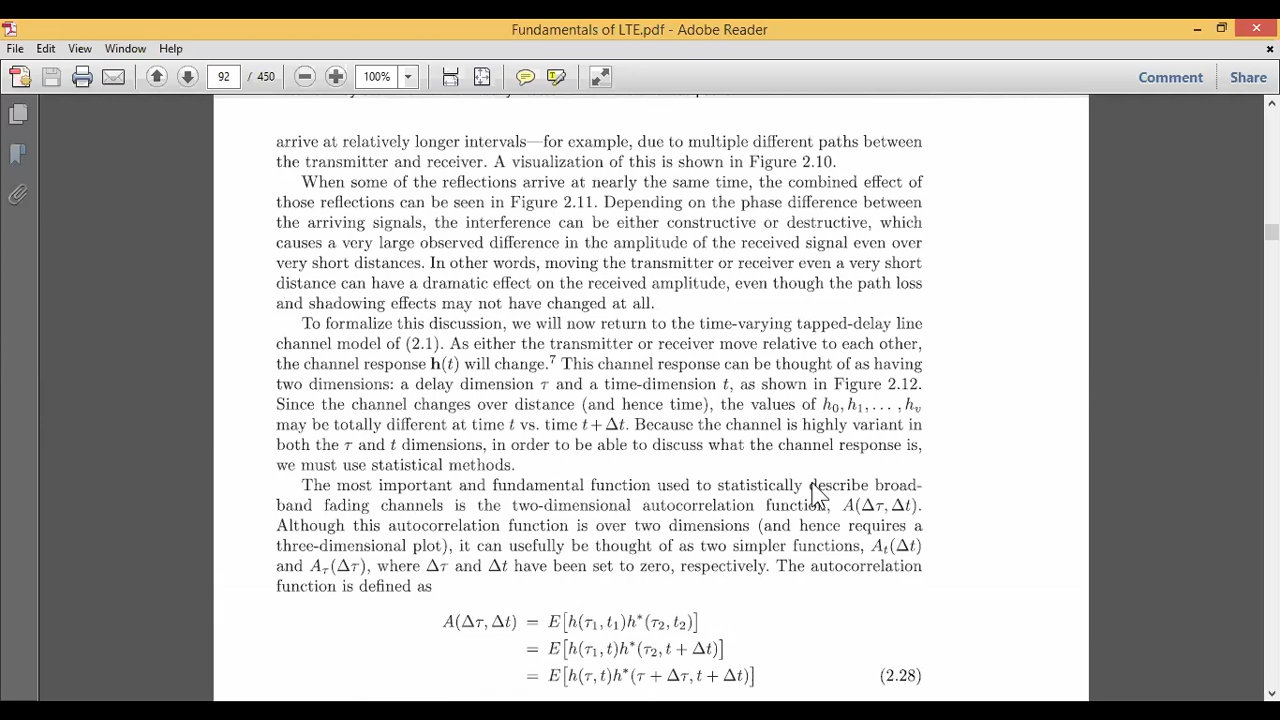 Fundamentals of LTE.pdf - Adobe Reader
File Edit View Window Help
92 / 450 100% Comment Share
arrive at relatively longer intervals—for example, due to multiple different paths between
the transmitter and receiver. A visualization of this is shown in Figure 2.10.
When some of the reflections arrive at nearly the same time, the combined effect of
those reflections can be seen in Figure 2.11. Depending on the phase difference between
the arriving signals, the interference can be either constructive or destructive, which
causes a very large observed difference in the amplitude of the received signal even over
very short distances. In other words, moving the transmitter or receiver even a very short
distance can have a dramatic effect on the received amplitude, even though the path loss
and shadowing effects may not have changed at all.
To formalize this discussion, we will now return to the time-varying tapped-delay line
channel model of (2.1). As either the transmitter or receiver move relative to each other,
the channel response h(t) will change.⁷ This channel response can be thought of as having
two dimensions: a delay dimension τ and a time-dimension t, as shown in Figure 2.12.
Since the channel changes over distance (and hence time), the values of h₀, h₁, . . . , hᵥ
may be totally different at time t vs. time t + Δt. Because the channel is highly variant in
both the τ and t dimensions, in order to be able to discuss what the channel response is,
we must use statistical methods.
The most important and fundamental function used to statistically describe broad-
band fading channels is the two-dimensional autocorrelation function, A(Δτ, Δt).
Although this autocorrelation function is over two dimensions (and hence requires a
three-dimensional plot), it can usefully be thought of as two simpler functions, Aₜ(Δt)
and A_τ(Δτ), where Δτ and Δt have been set to zero, respectively. The autocorrelation
function is defined as
A(Δτ, Δt) = E[h(τ₁, t₁)h*(τ₂, t₂)]
= E[h(τ₁, t)h*(τ₂, t + Δt)]
= E[h(τ, t)h*(τ + Δτ, t + Δt)] (2.28)